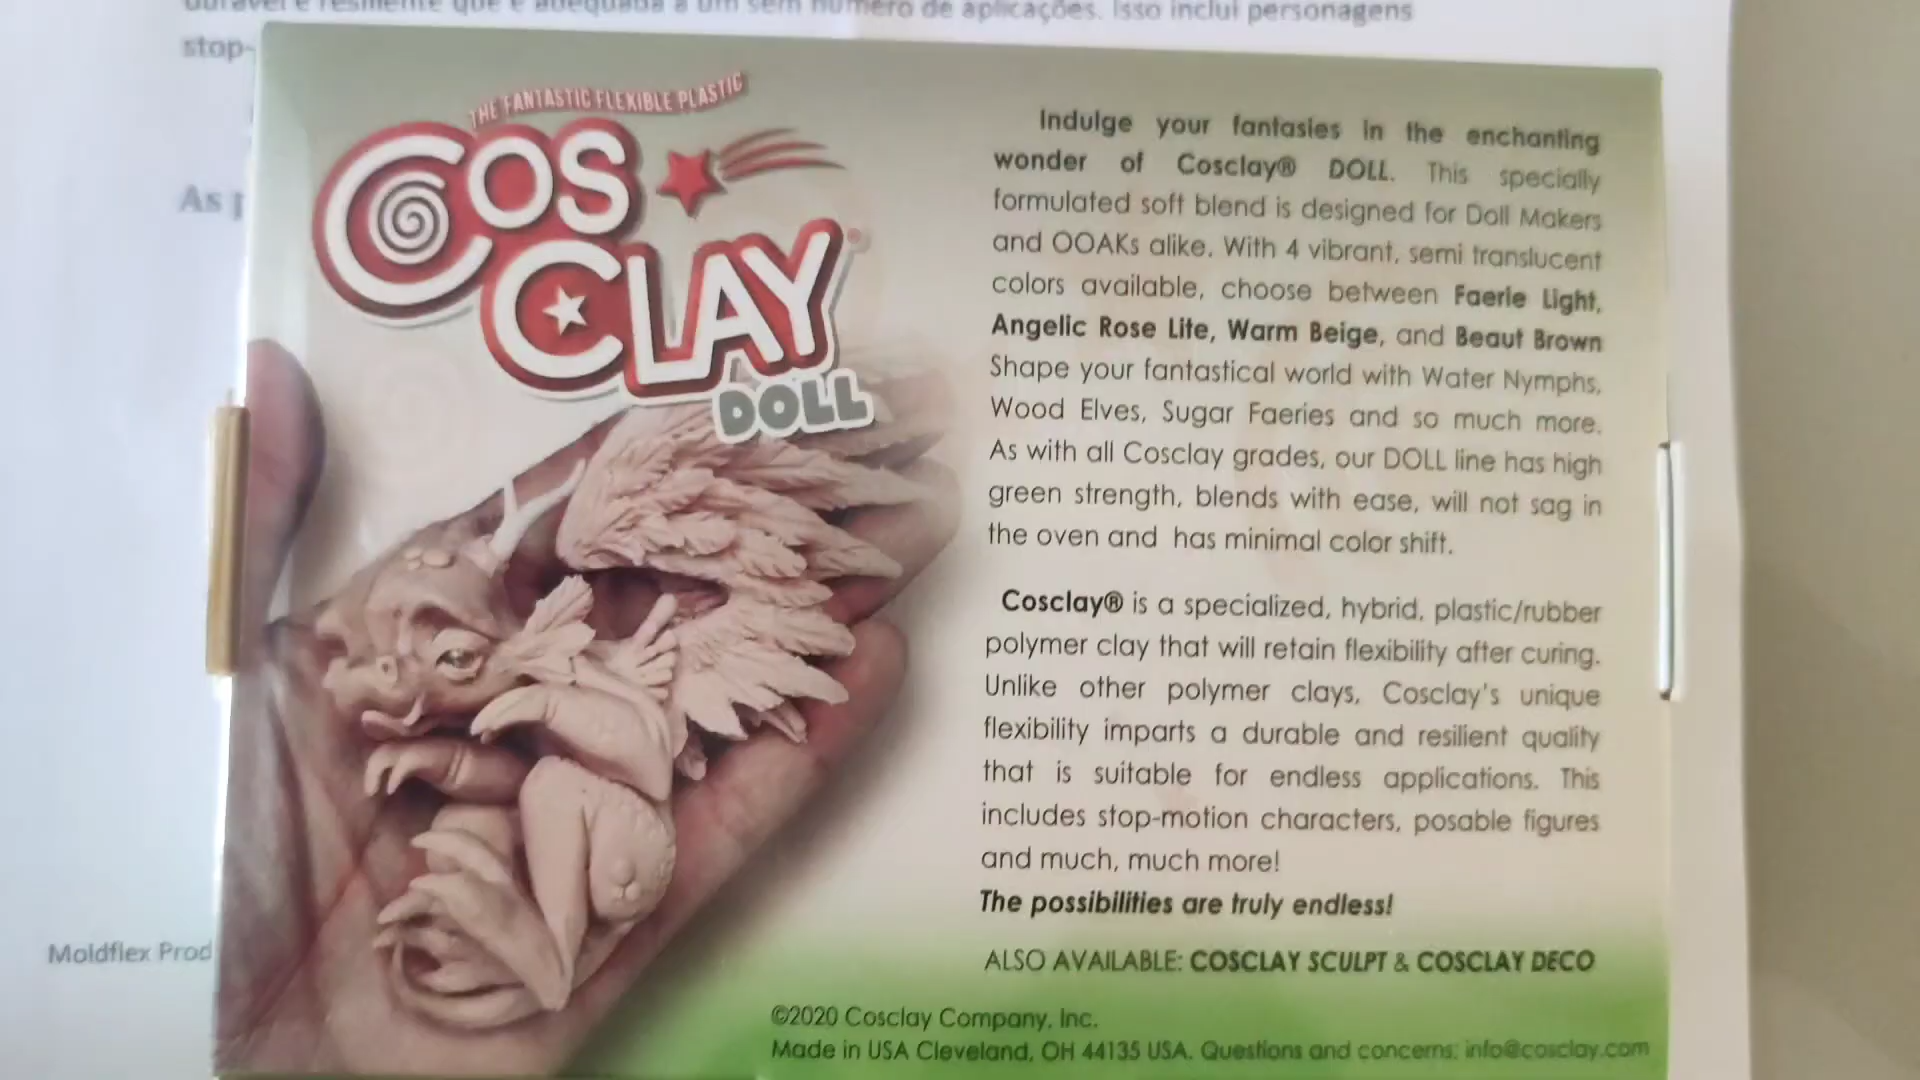 durável e resiliente que é adequada a um sem número de aplicações. Isso inclui personagens
stop-
As p
THE FANTASTIC FLEXIBLE PLASTIC
COS
CLAY®
DOLL
Indulge your fantasies in the enchanting
wonder of Cosclay® DOLL. This specially
formulated soft blend is designed for Doll Makers
and OOAKs alike. With 4 vibrant, semi translucent
colors available, choose between Faerie Light,
Angelic Rose Lite, Warm Beige, and Beaut Brown
Shape your fantastical world with Water Nymphs,
Wood Elves, Sugar Faeries and so much more.
As with all Cosclay grades, our DOLL line has high
green strength, blends with ease, will not sag in
the oven and has minimal color shift.
Cosclay® is a specialized, hybrid, plastic/rubber
polymer clay that will retain flexibility after curing.
Unlike other polymer clays, Cosclay's unique
flexibility imparts a durable and resilient quality
that is suitable for endless applications. This
includes stop-motion characters, posable figures
and much, much more!
The possibilities are truly endless!
ALSO AVAILABLE: COSCLAY SCULPT & COSCLAY DECO
Moldflex Prod
©2020 Cosclay Company, Inc.
Made in USA Cleveland, OH 44135 USA. Questions and concerns: info@cosclay.com